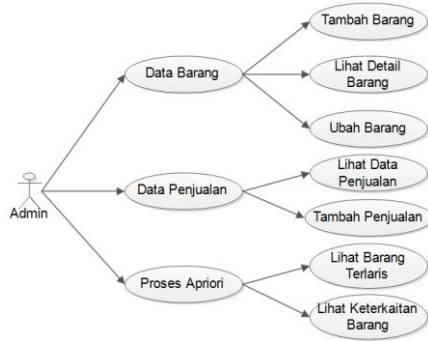 Tambah Barang
Data Barang
Lihat Detail
Barang
Ubah Barang
Admin
Data Penjualan
Lihat Data
Penjualan
Tambah Penjualan
Proses Apriori
Lihat Barang
Terlaris
Lihat Keterkaitan
Barang